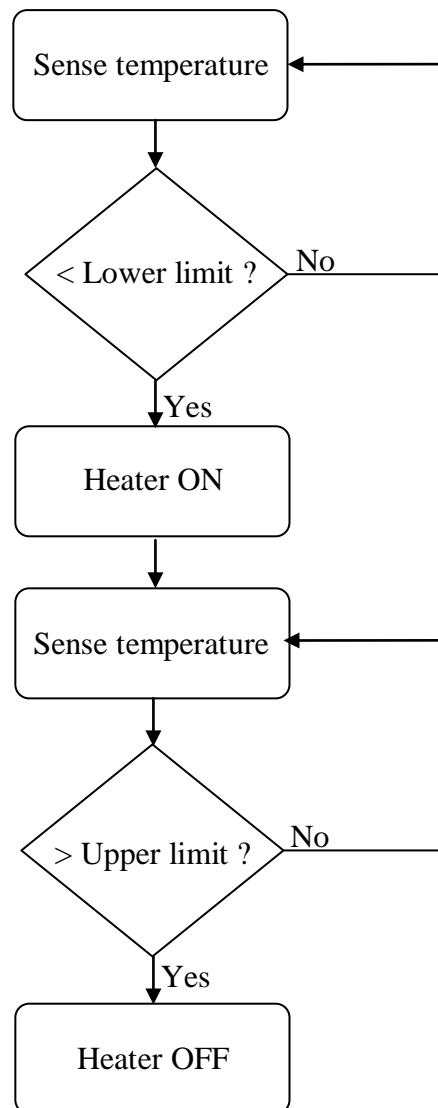 Sense temperature
< Lower limit ?
No
Yes
Heater ON
Sense temperature
> Upper limit ?
No
Yes
Heater OFF